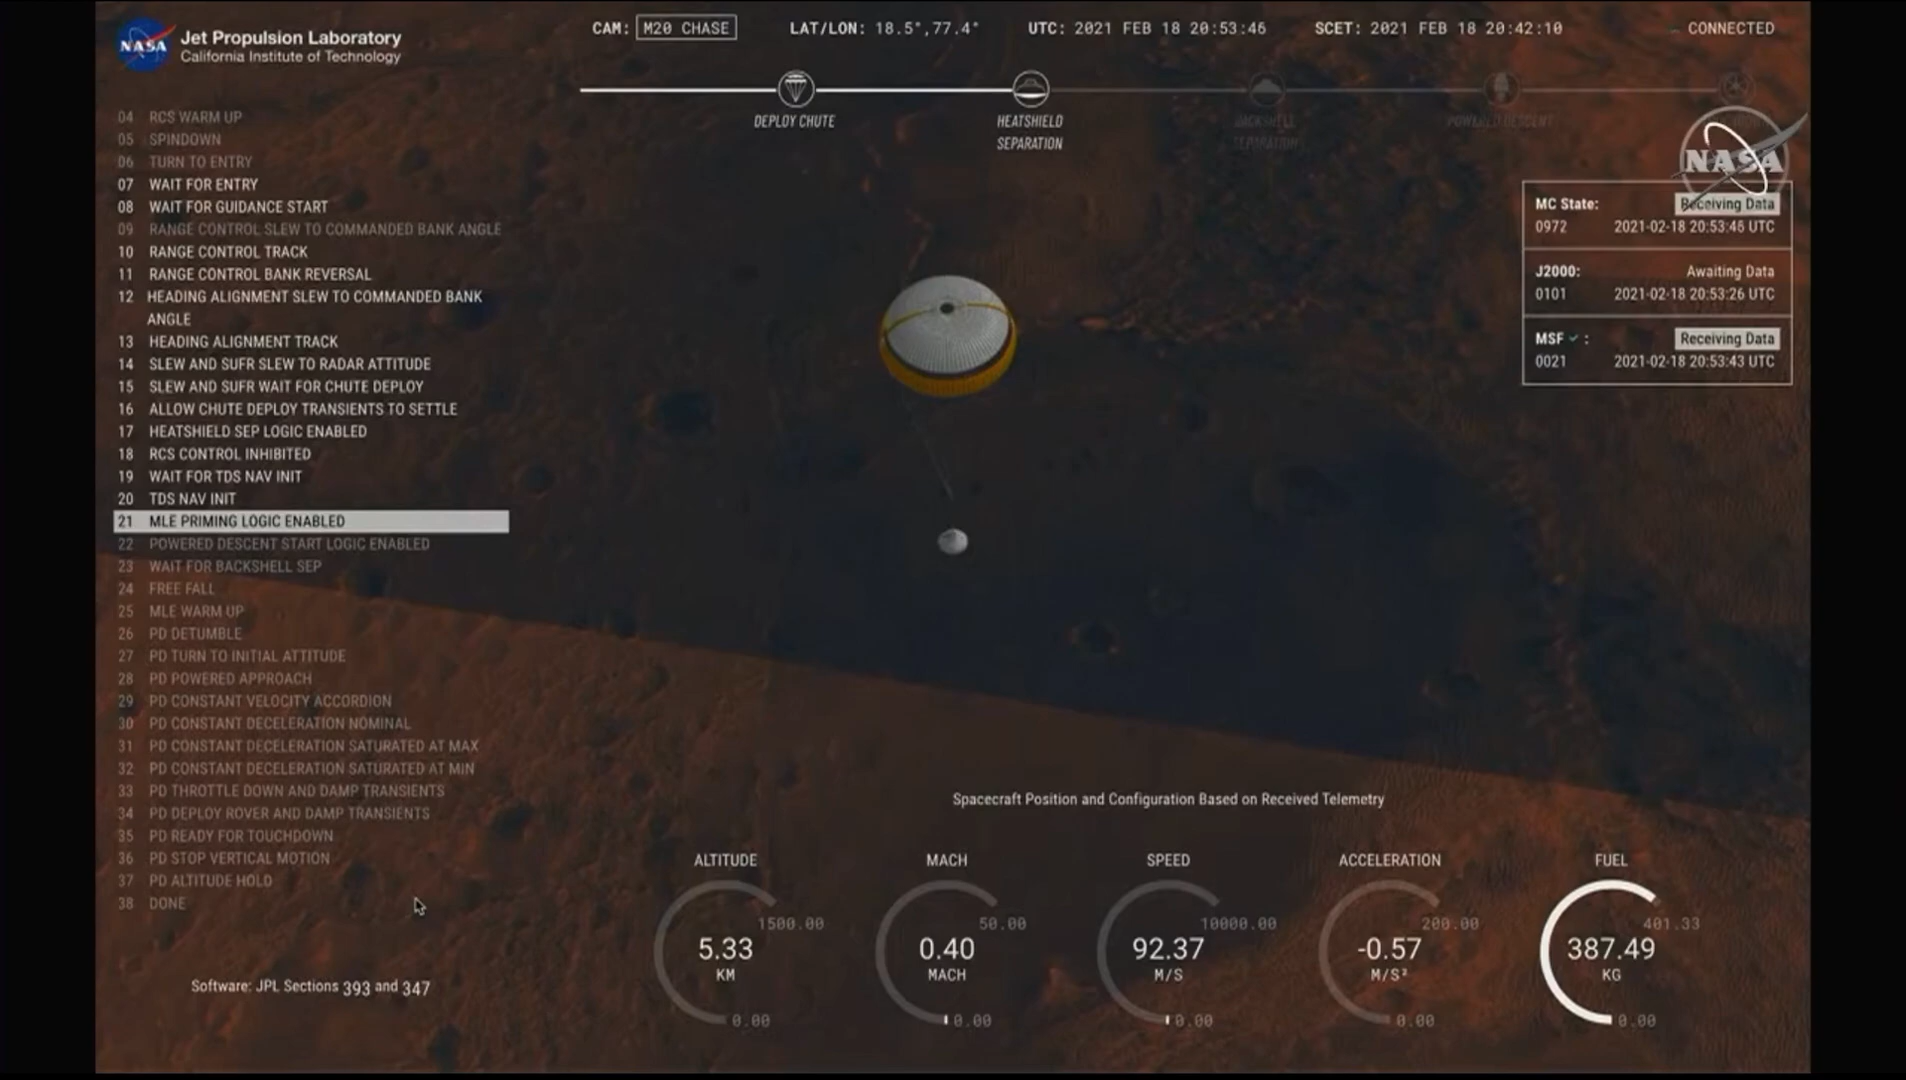 NASA
Jet Propulsion Laboratory
California Institute of Technology
CAM: M20 CHASE
LAT/LON: 18.5°,77.4°
UTC: 2021 FEB 18 20:53:46
SCET: 2021 FEB 18 20:42:10
CONNECTED
DEPLOY CHUTE
HEATSHIELD
SEPARATION
BACKSHELL
SEPARATION
POWERED DESCENT
NASA
04 RCS WARM UP
05 SPINDOWN
06 TURN TO ENTRY
07 WAIT FOR ENTRY
08 WAIT FOR GUIDANCE START
09 RANGE CONTROL SLEW TO COMMANDED BANK ANGLE
10 RANGE CONTROL TRACK
11 RANGE CONTROL BANK REVERSAL
12 HEADING ALIGNMENT SLEW TO COMMANDED BANK
ANGLE
13 HEADING ALIGNMENT TRACK
14 SLEW AND SUFR SLEW TO RADAR ATTITUDE
15 SLEW AND SUFR WAIT FOR CHUTE DEPLOY
16 ALLOW CHUTE DEPLOY TRANSIENTS TO SETTLE
17 HEATSHIELD SEP LOGIC ENABLED
18 RCS CONTROL INHIBITED
19 WAIT FOR TDS NAV INIT
20 TDS NAV INIT
21 MLE PRIMING LOGIC ENABLED
22 POWERED DESCENT START LOGIC ENABLED
23 WAIT FOR BACKSHELL SEP
24 FREE FALL
25 MLE WARM UP
26 PD DETUMBLE
27 PD TURN TO INITIAL ATTITUDE
28 PD POWERED APPROACH
29 PD CONSTANT VELOCITY ACCORDION
30 PD CONSTANT DECELERATION NOMINAL
31 PD CONSTANT DECELERATION SATURATED AT MAX
32 PD CONSTANT DECELERATION SATURATED AT MIN
33 PD THROTTLE DOWN AND DAMP TRANSIENTS
34 PD DEPLOY ROVER AND DAMP TRANSIENTS
35 PD READY FOR TOUCHDOWN
36 PD STOP VERTICAL MOTION
37 PD ALTITUDE HOLD
38 DONE
Software: JPL Sections 393 and 347
MC State: Receiving Data
0972 2021-02-18 20:53:46 UTC
J2000: Awaiting Data
0101 2021-02-18 20:53:26 UTC
MSF ✓ : Receiving Data
0021 2021-02-18 20:53:43 UTC
Spacecraft Position and Configuration Based on Received Telemetry
ALTITUDE
1500.00
5.33
KM
0.00
MACH
50.00
0.40
MACH
0.00
SPEED
10000.00
92.37
M/S
0.00
ACCELERATION
200.00
-0.57
M/S²
0.00
FUEL
401.33
387.49
KG
0.00